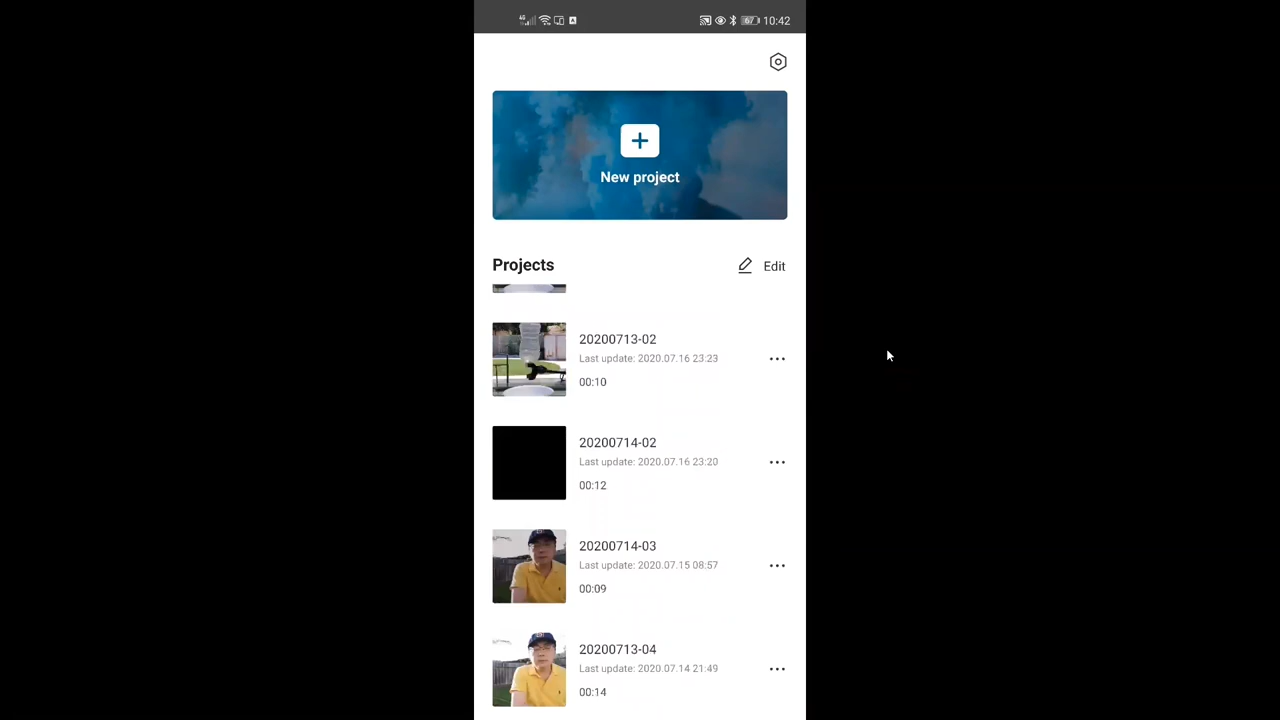 4G
67
10:42
New project
Projects
Edit
20200713-02
Last update: 2020.07.16 23:23
00:10
20200714-02
Last update: 2020.07.16 23:20
00:12
20200714-03
Last update: 2020.07.15 08:57
00:09
20200713-04
Last update: 2020.07.14 21:49
00:14